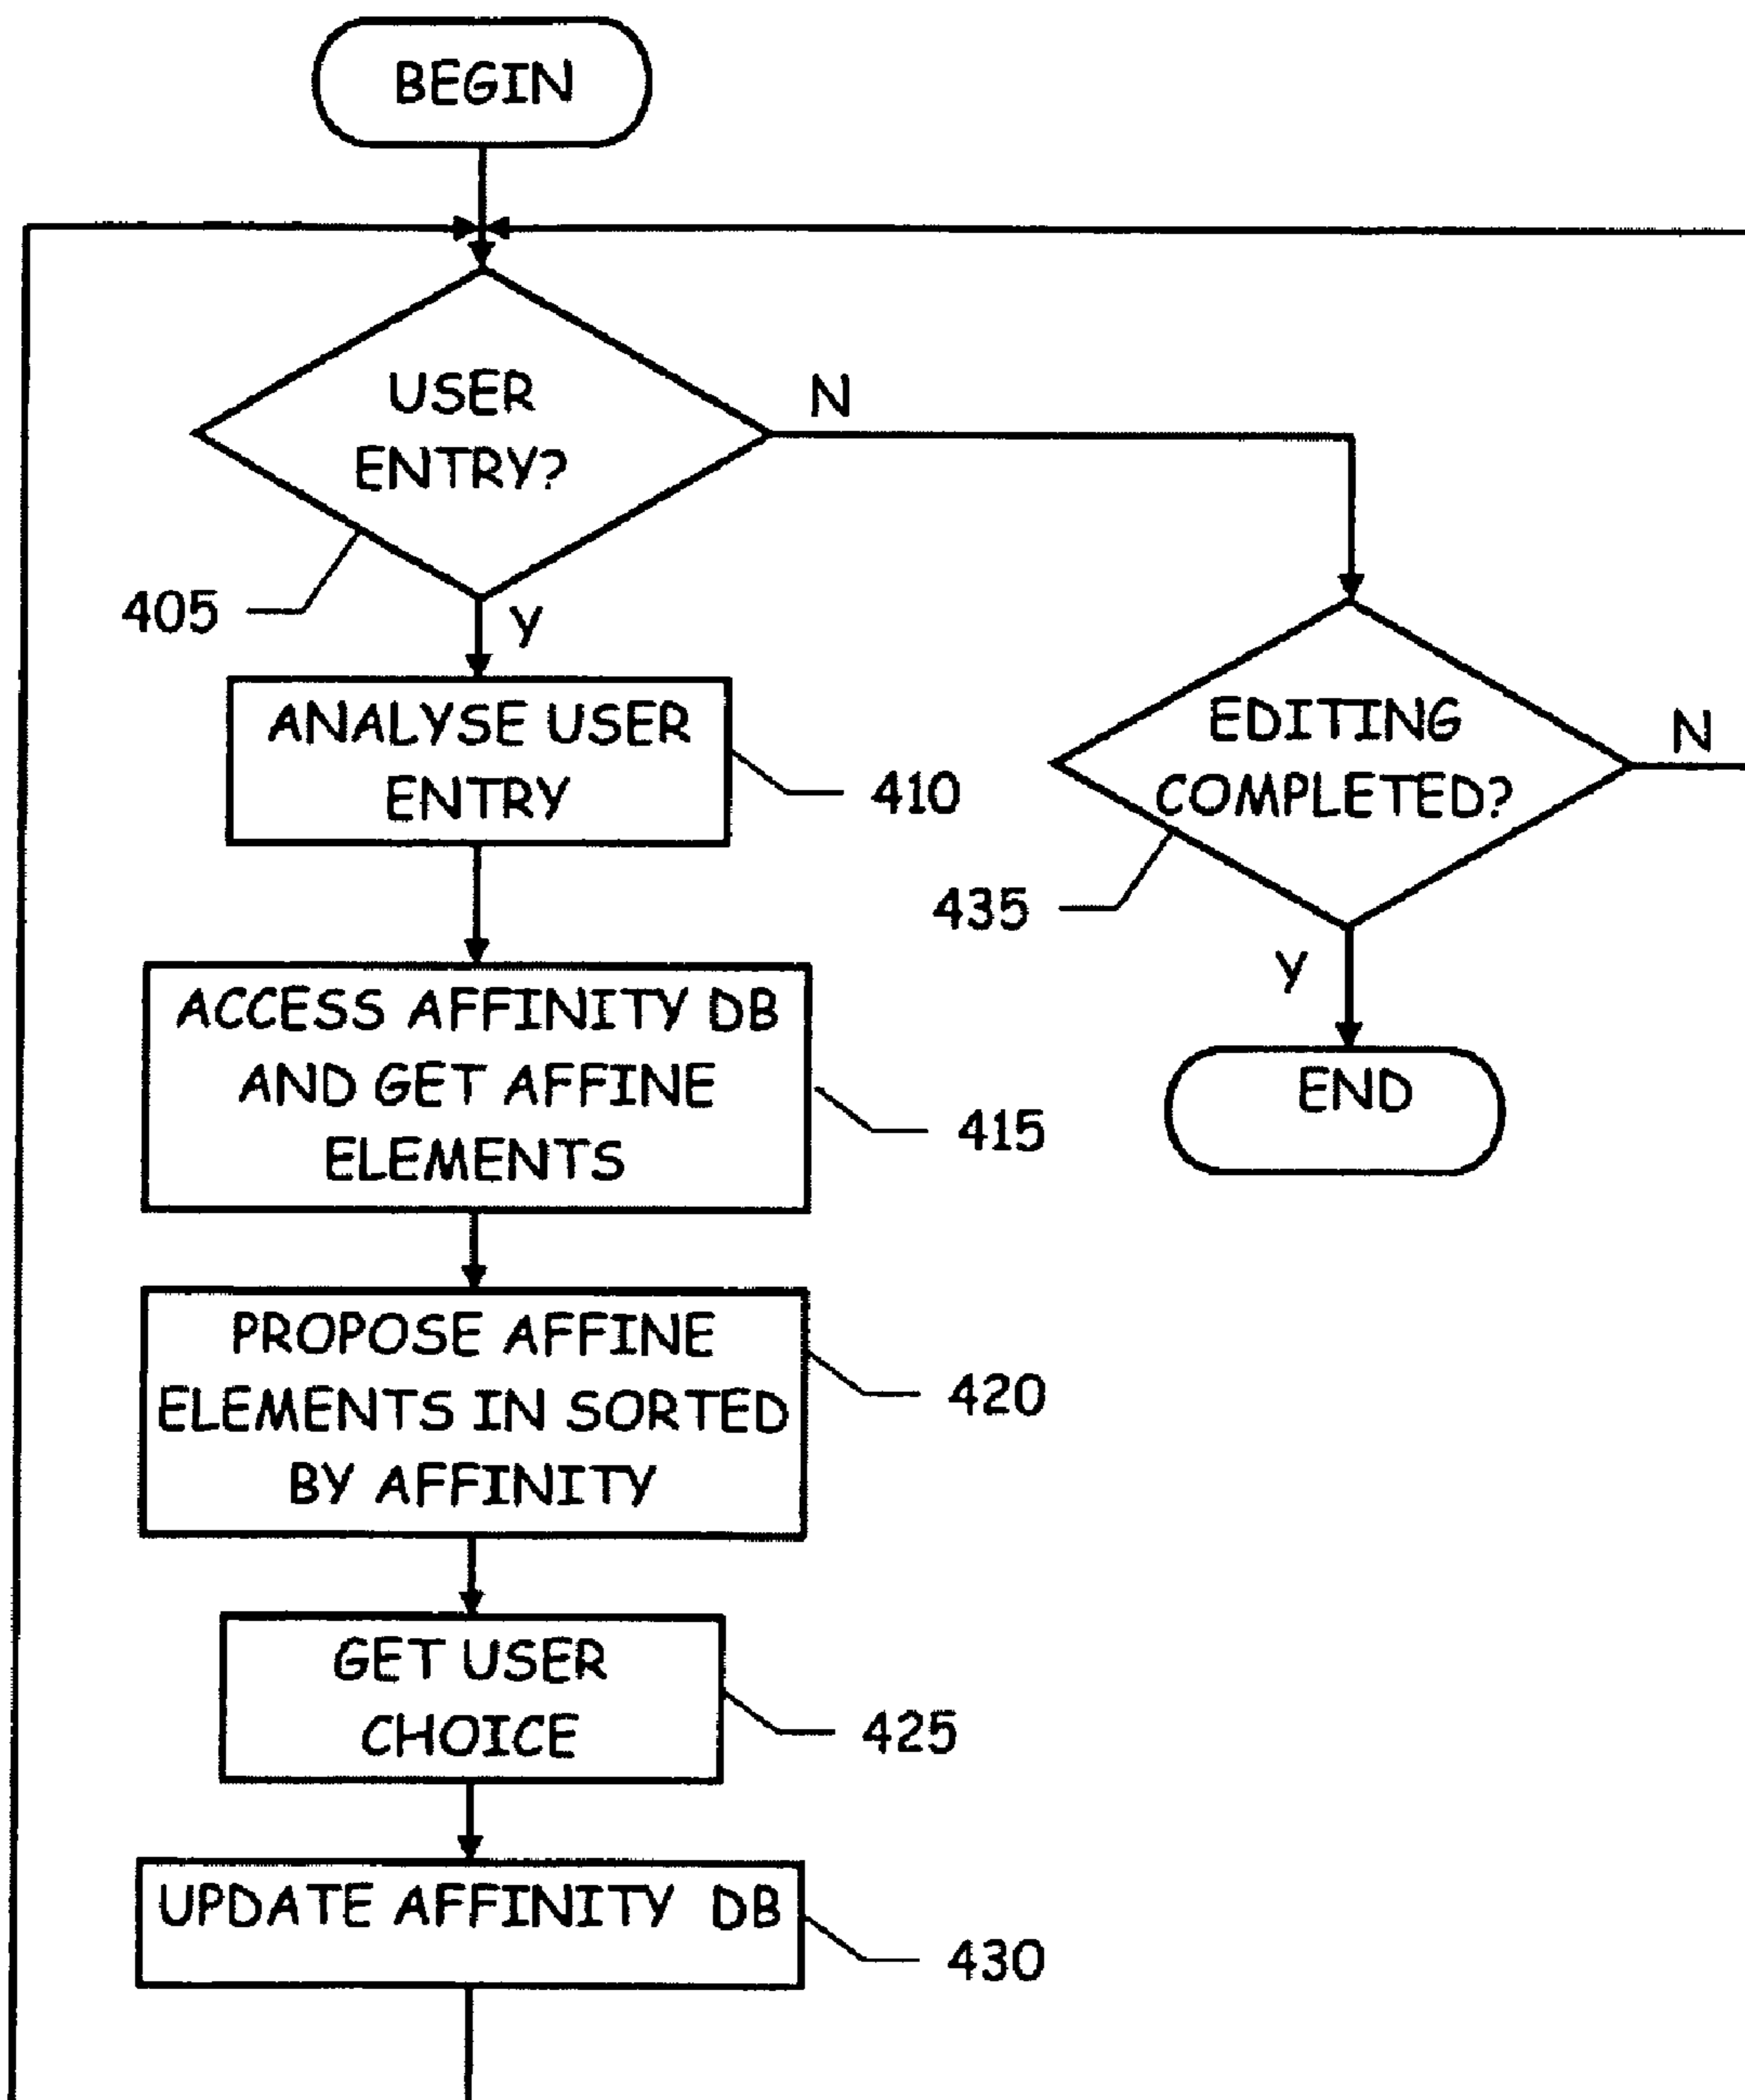 BEGIN
USER
ENTRY?
N
405
Y
ANALYSE USER
ENTRY
410
EDITING
COMPLETED?
N
435
Y
END
ACCESS AFFINITY DB
AND GET AFFINE
ELEMENTS
415
PROPOSE AFFINE
ELEMENTS IN SORTED
BY AFFINITY
420
GET USER
CHOICE
425
UPDATE AFFINITY DB
430